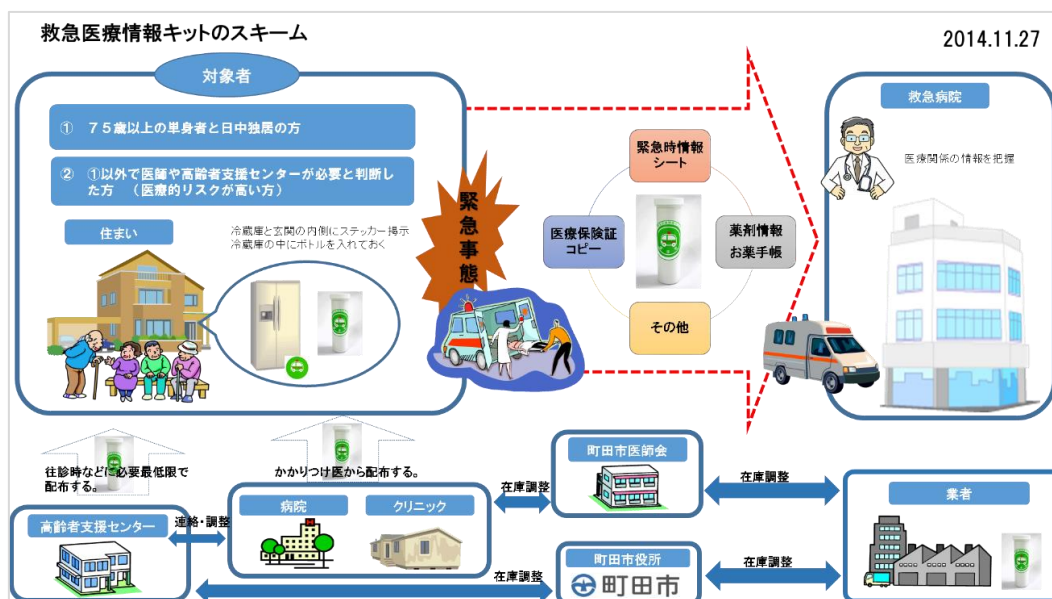 救急医療情報キットのスキーム
2014.11.27
対象者
① 75歳以上の単身者と日中独居の方
② ①以外で医師や高齢者支援センターが必要と判断し
た方 （医療的リスクが高い方）
住まい
冷蔵庫と玄関の内側にステッカー掲示
冷蔵庫の中にボトルを入れておく
緊急事態
緊急時情報
シート
医療保険証
コピー
薬剤情報
お薬手帳
その他
救急病院
医療関係の情報を把握
往診時などに必要最低限で
配布する。
かかりつけ医から配布する。
高齢者支援センター
連絡・調整
病院
クリニック
在庫調整
町田市医師会
在庫調整
業者
在庫調整
町田市役所
町田市
在庫調整